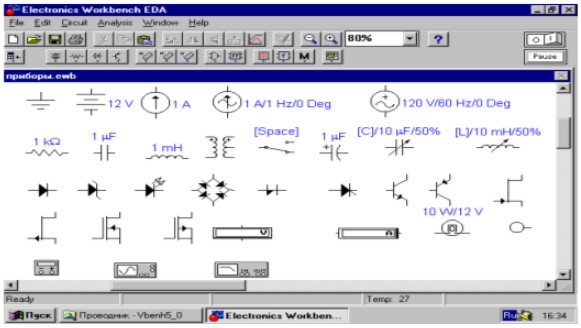 Electronics Workbench EDA
File Edit Circuit Analysis Window Help
80% ?
M Pause
приборы.ewb
12 V 1 A 1 A/1 Hz/0 Deg 120 V/60 Hz/0 Deg
1 kΩ 1 µF 1 mH [Space] 1 µF [C]/10 µF/50% [L]/10 mH/50%
10 W/12 V
V A
Ready Temp: 27
Пуск Проводник - Vbenh5_0 Electronics Workben... Ru 16:34